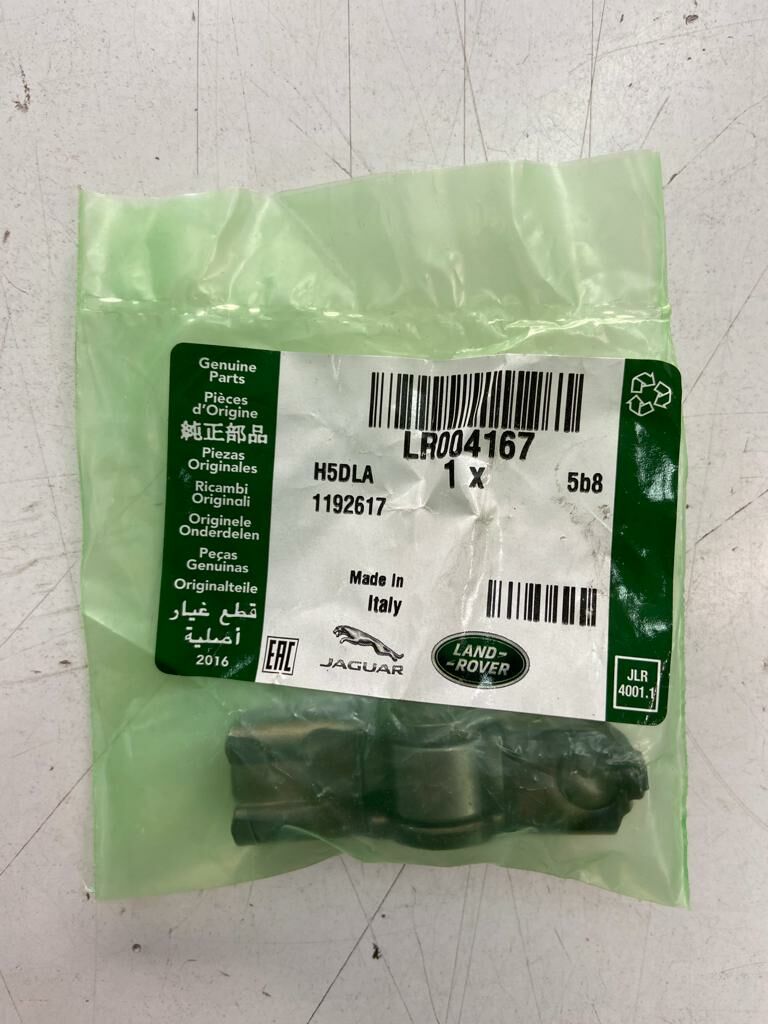 Genuine
Parts
Pièces
d'Origine
純正部品
Piezas
Originales
Ricambi
Originali
Originele
Onderdelen
Peças
Genuinas
Originalteile
قطع غيار
أصلية
2016
LR004167
H5DLA
1 x
5b8
1192617
Made In
Italy
EAC
JAGUAR
LAND-
-ROVER
JLR
4001.1